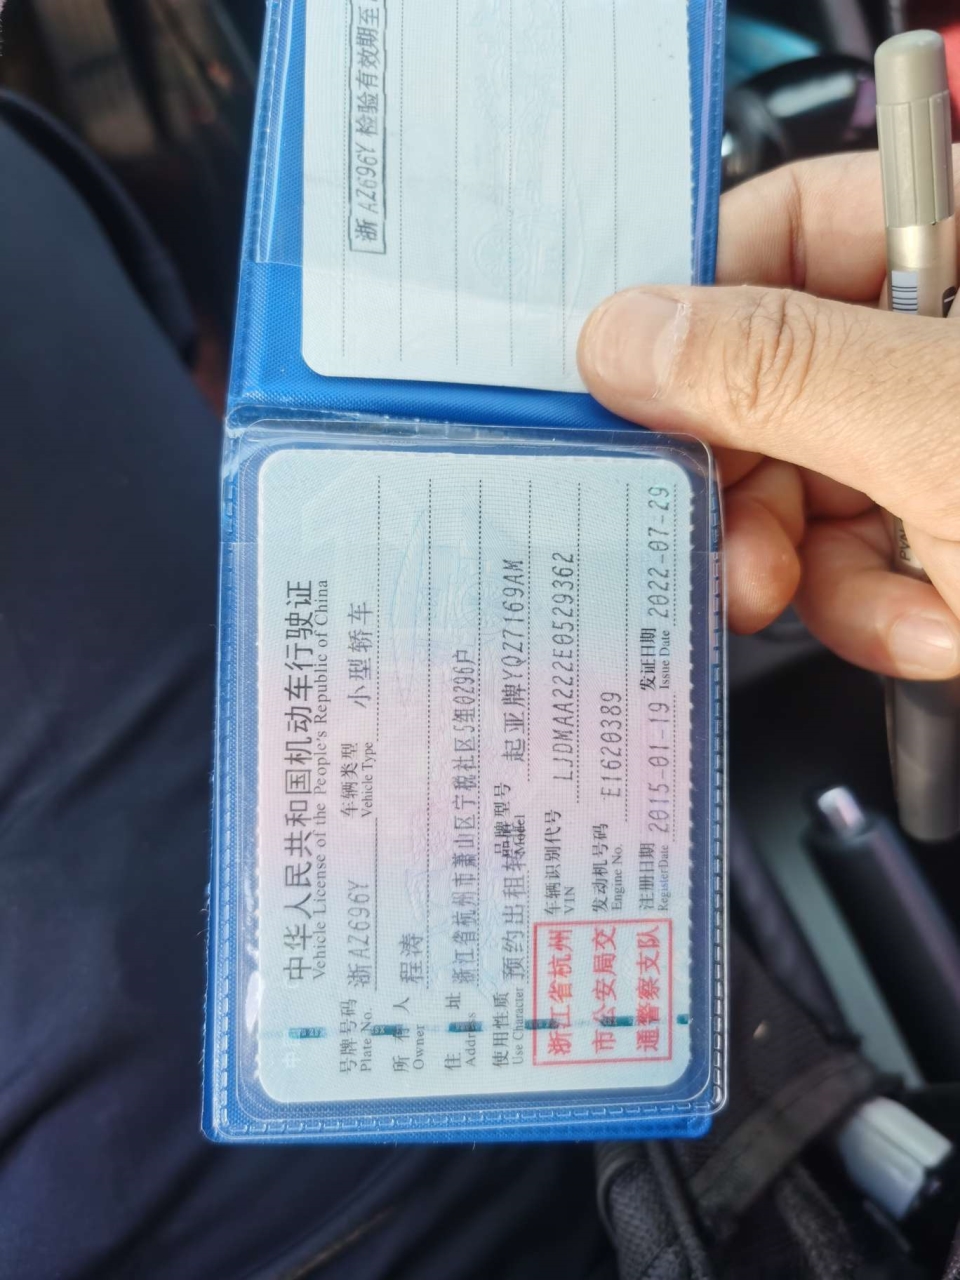 浙AZ696Y 检验有效期至
中华人民共和国机动车行驶证
Vehicle License of the People's Republic of China
号牌号码 Plate No. 浙AZ696Y 车辆类型 Vehicle Type 小型轿车
所有人 Owner 程涛
住址 Address 浙江省杭州市萧山区宁税社区5组0296户
使用性质 Use Character 预约出租转 品牌型号 Model 起亚牌YQZ7169AM
浙江省杭州市公安局交通警察支队
车辆识别代号 VIN LJDMAA222E0529362
发动机号码 Engine No. E1620389
注册日期 Register Date 2015-01-19 发证日期 Issue Date 2022-07-29